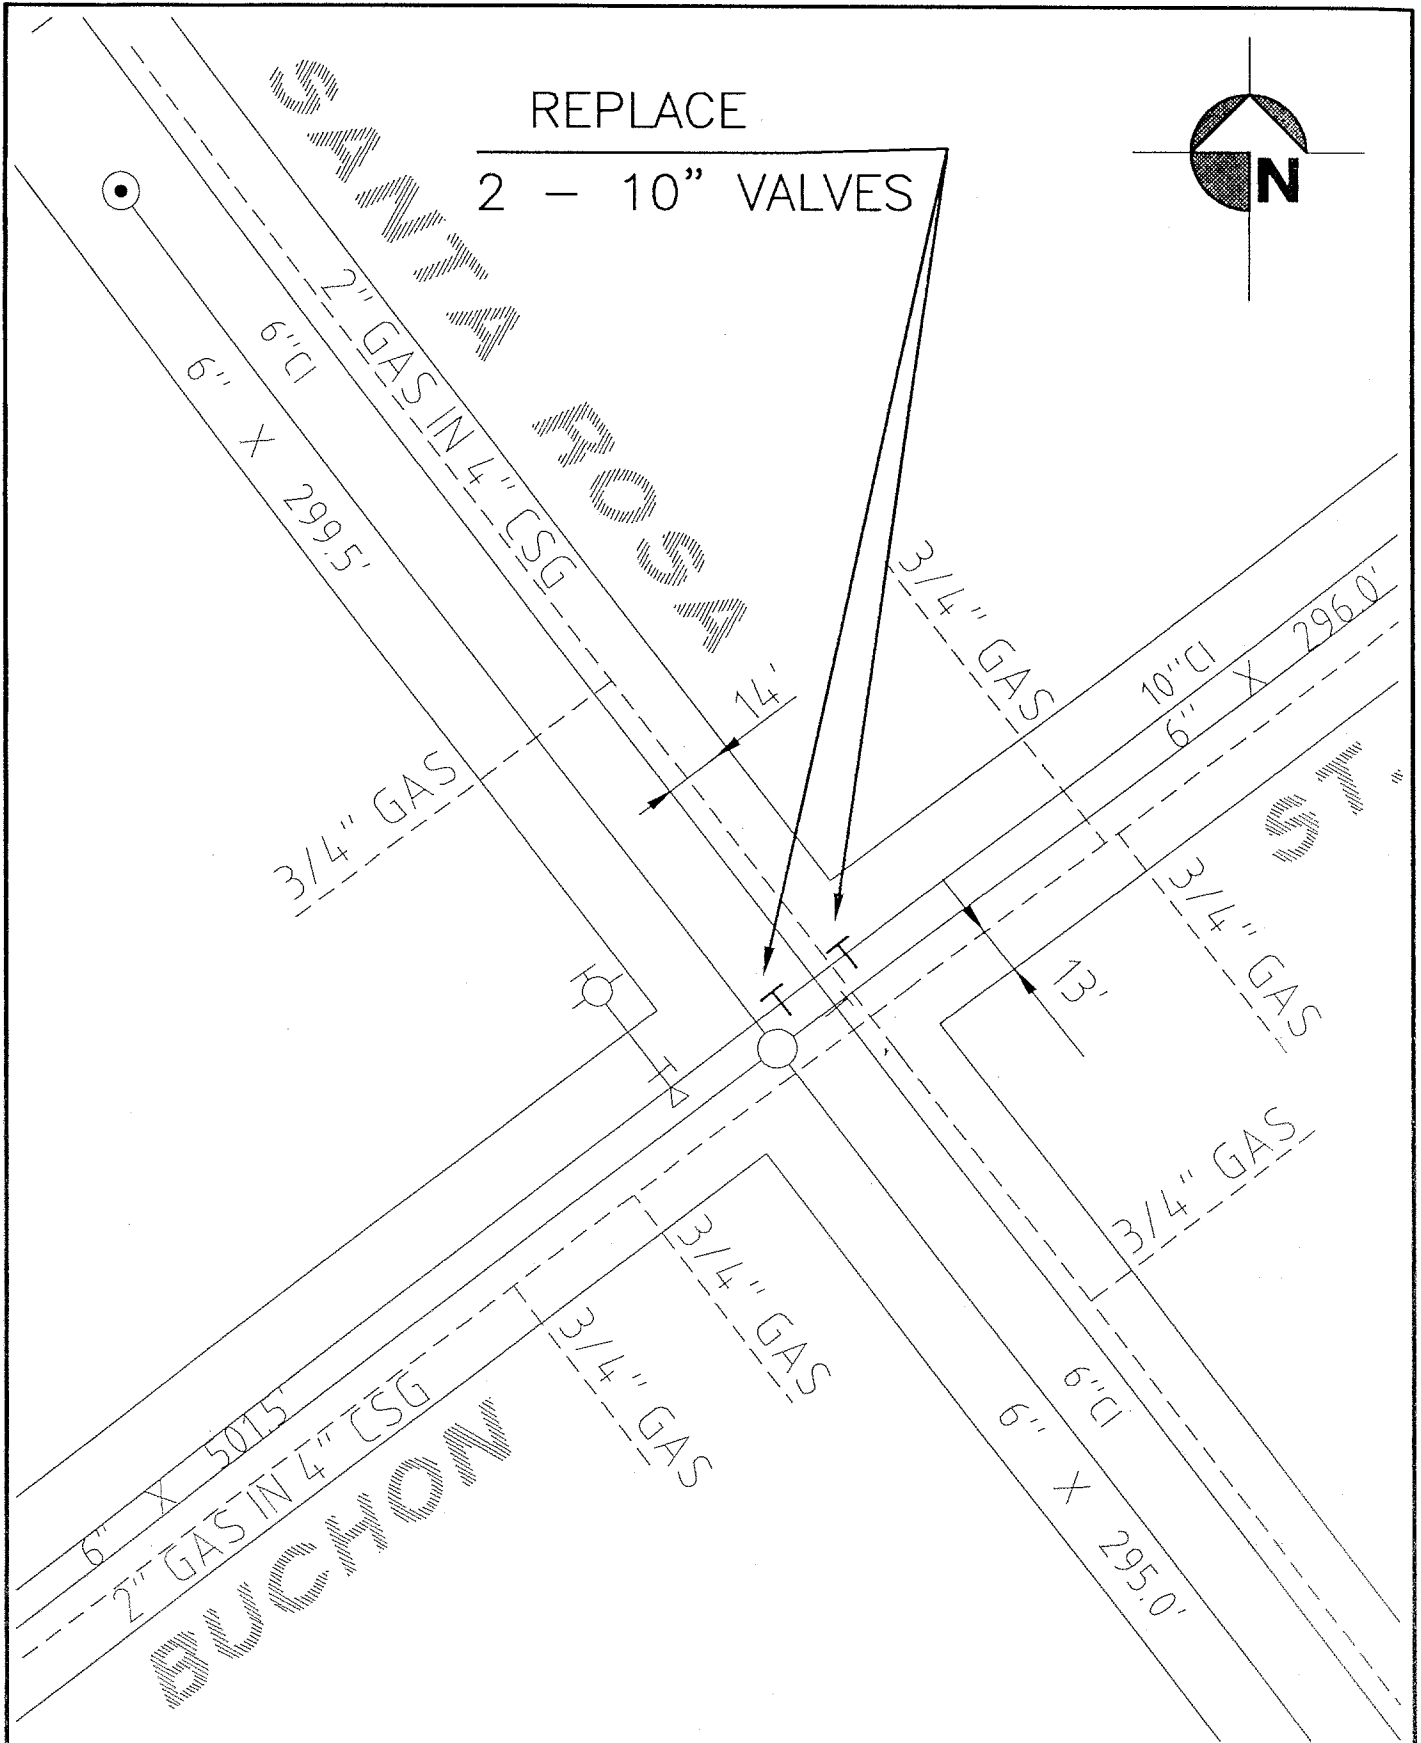 REPLACE
2 - 10" VALVES
N
SANTA ROSA
2" GAS IN 4" CSG
6"CI
6" X 299.5'
14'
3/4" GAS
3/4" GAS
10"CI
6" X 296.0'
ST.
3/4" GAS
13'
3/4" GAS
3/4" GAS
3/4" GAS
6"CI
6" X 295.0'
6" X 501.5'
2" GAS IN 4" CSG
BUCHON